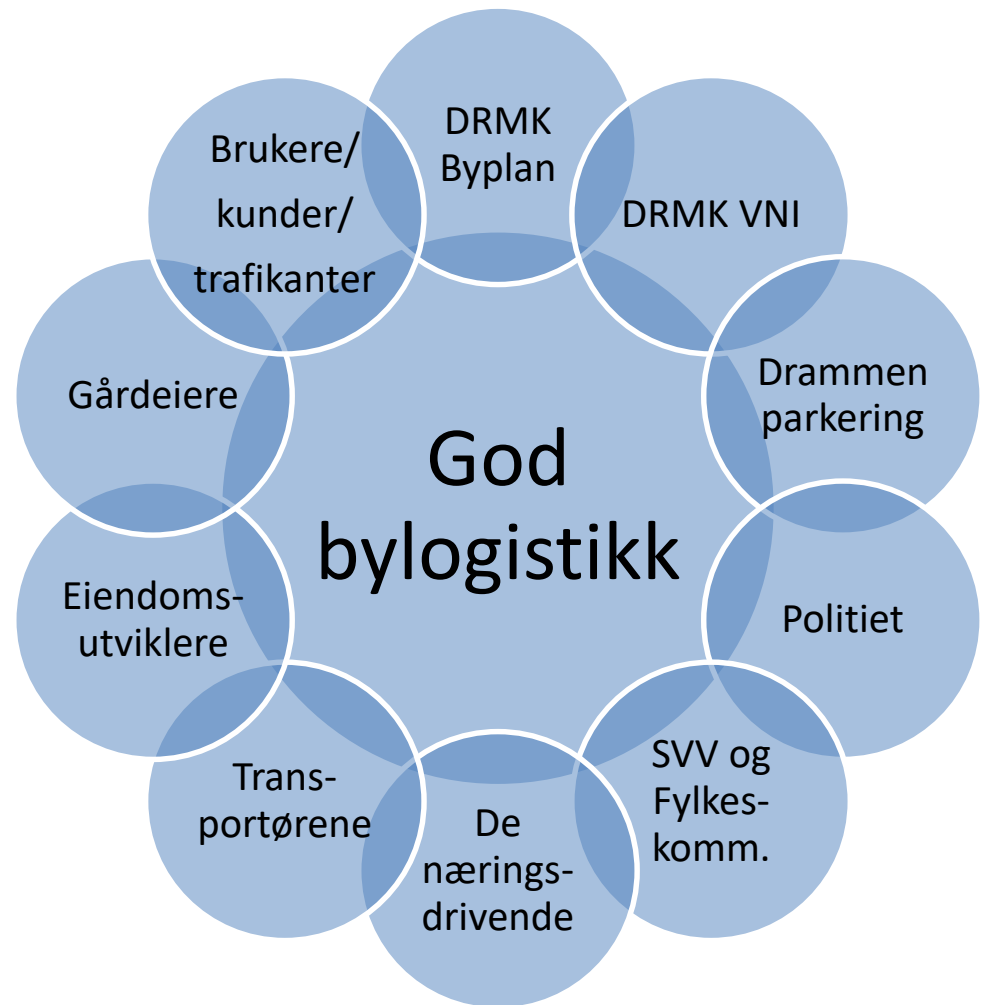 DRMK
Byplan
DRMK VNI
Drammen
parkering
Politiet
SVV og
Fylkes-
komm.
De
nærings-
drivende
Trans-
portørene
Eiendoms-
utviklere
Gårdeiere
Brukere/
kunder/
trafikanter
God
bylogistikk